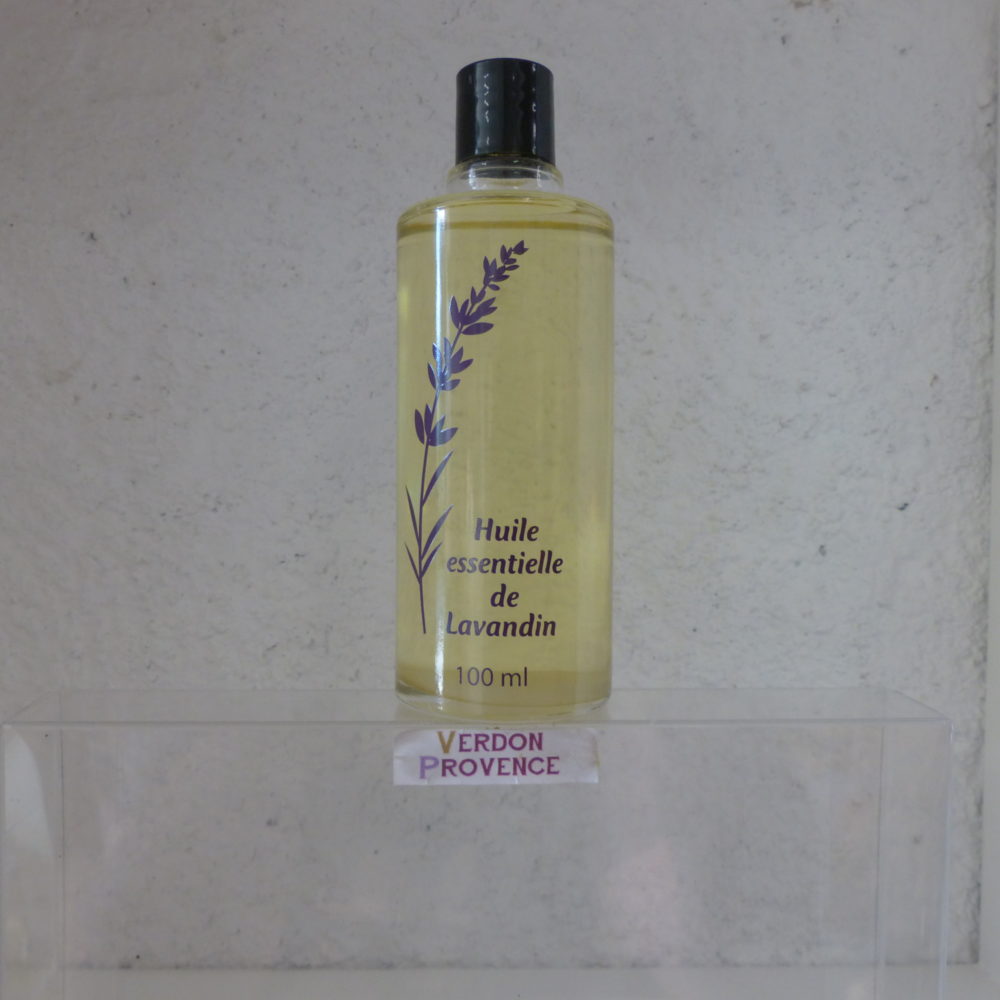 Huile
essentielle
de
Lavandin
100 ml
VERDON
PROVENCE